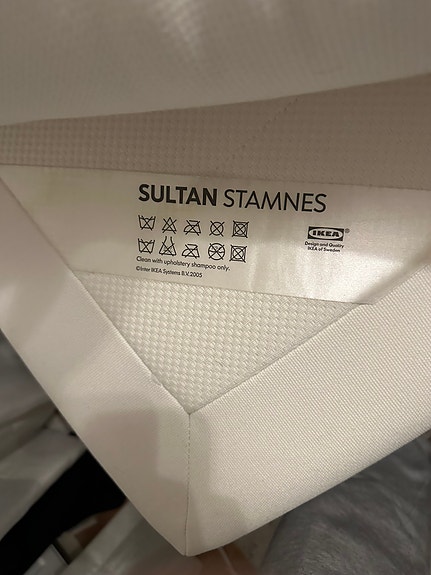 SULTAN STAMNES
IKEA®
Design and Quality
IKEA of Sweden
Clean with upholstery shampoo only.
©Inter IKEA Systems B.V. 2005